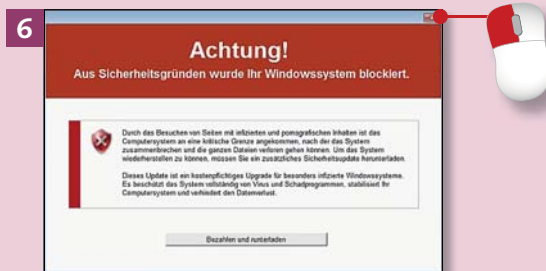 6
Achtung!
Aus Sicherheitsgründen wurde Ihr Windowssystem blockiert.
Durch das Besuchen von Seiten mit infizierten und pornografischen Inhalten ist das
Computersystem an eine kritische Grenze angekommen, nach der das System
zusammenbrechen und die ganzen Dateien verloren gehen können. Um das System
wiederherstellen zu können, müssen Sie ein zusätzliches Sicherheitsupdate herunterladen.
Dieses Update ist ein kostenpflichtiges Upgrade für besonders infizierte Windowssysteme.
Es beschützt das System vollständig von Virus und Schadprogrammen, stabilisiert Ihr
Computersystem und verhindert den Datenverlust.
Bezahlen und runterladen